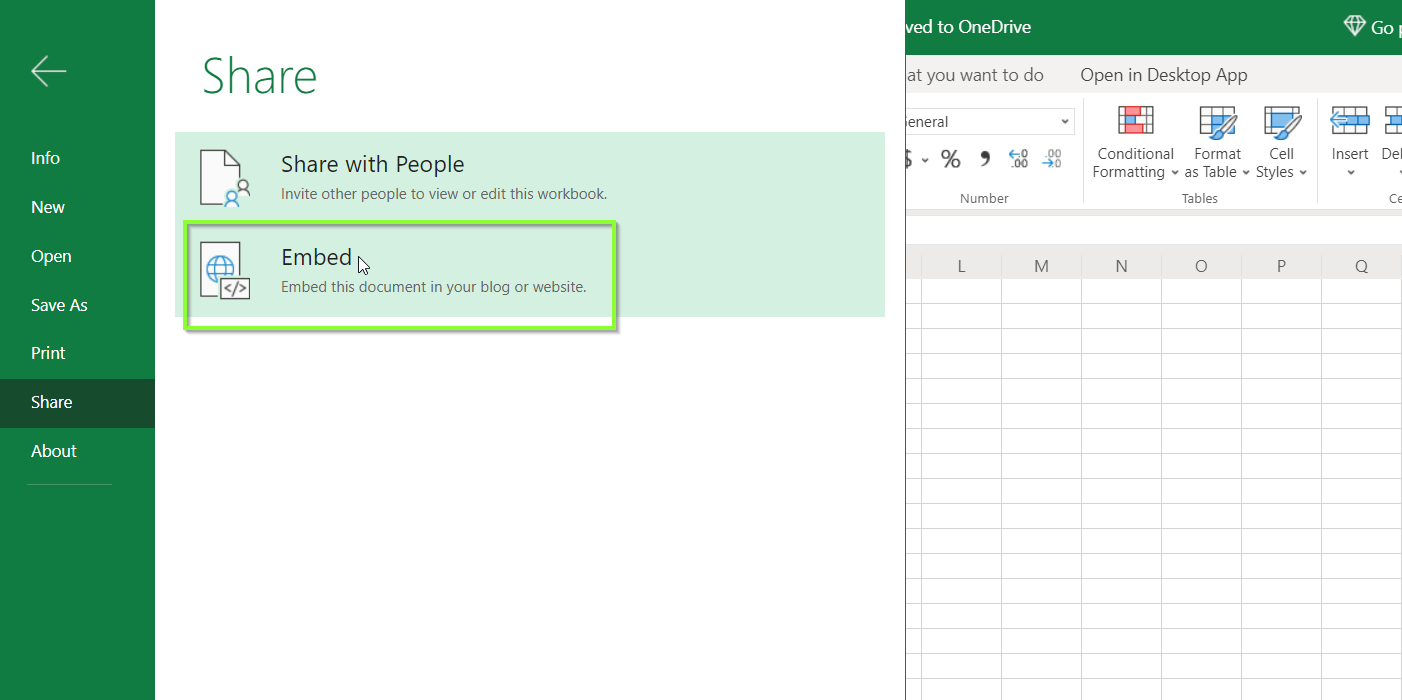 Share
Info
New
Open
Save As
Print
Share
About
Share with People
Invite other people to view or edit this workbook.
Embed
</>
Embed this document in your blog or website.
ved to OneDrive
Go
at you want to do
Open in Desktop App
eneral
$ % , .00 .00
.0 .0
Conditional
Formatting
Format
as Table
Cell
Styles
Insert
Del
Number
Tables
Ce
L M N O P Q